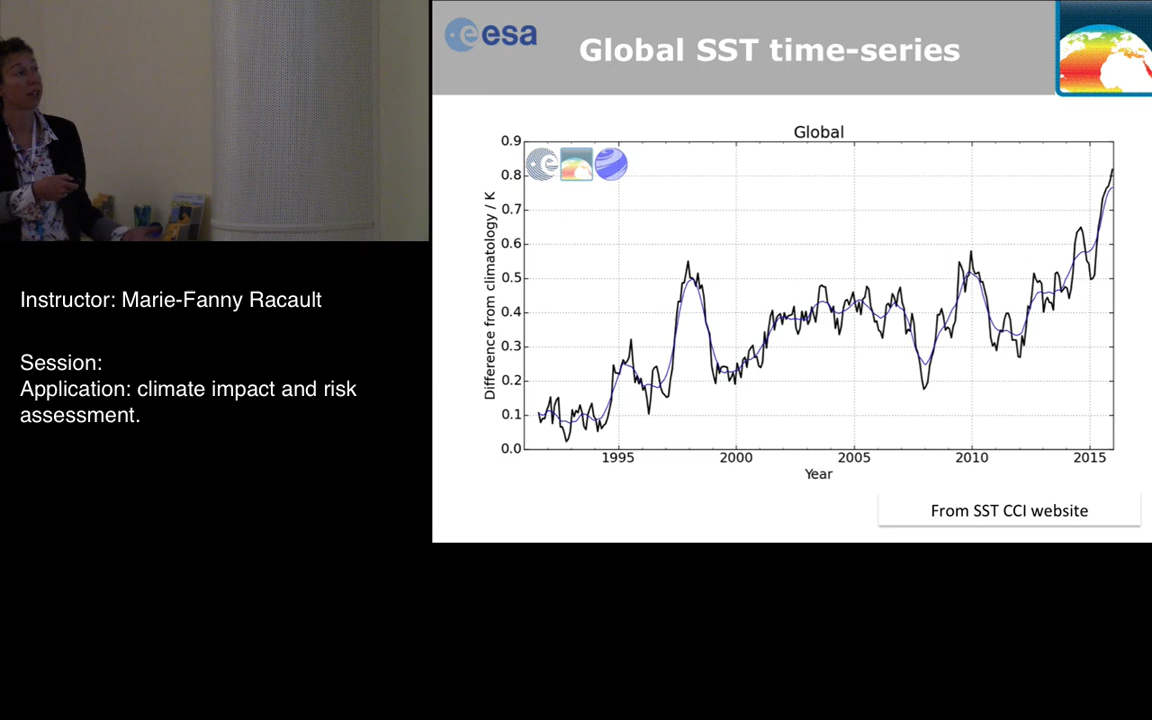 esa
Global SST time-series
Instructor: Marie-Fanny Racault
Session:
Application: climate impact and risk
assessment.
Global
Difference from climatology / K
0.9
0.8
0.7
0.6
0.5
0.4
0.3
0.2
0.1
0.0
1995
2000
2005
2010
2015
Year
From SST CCI website